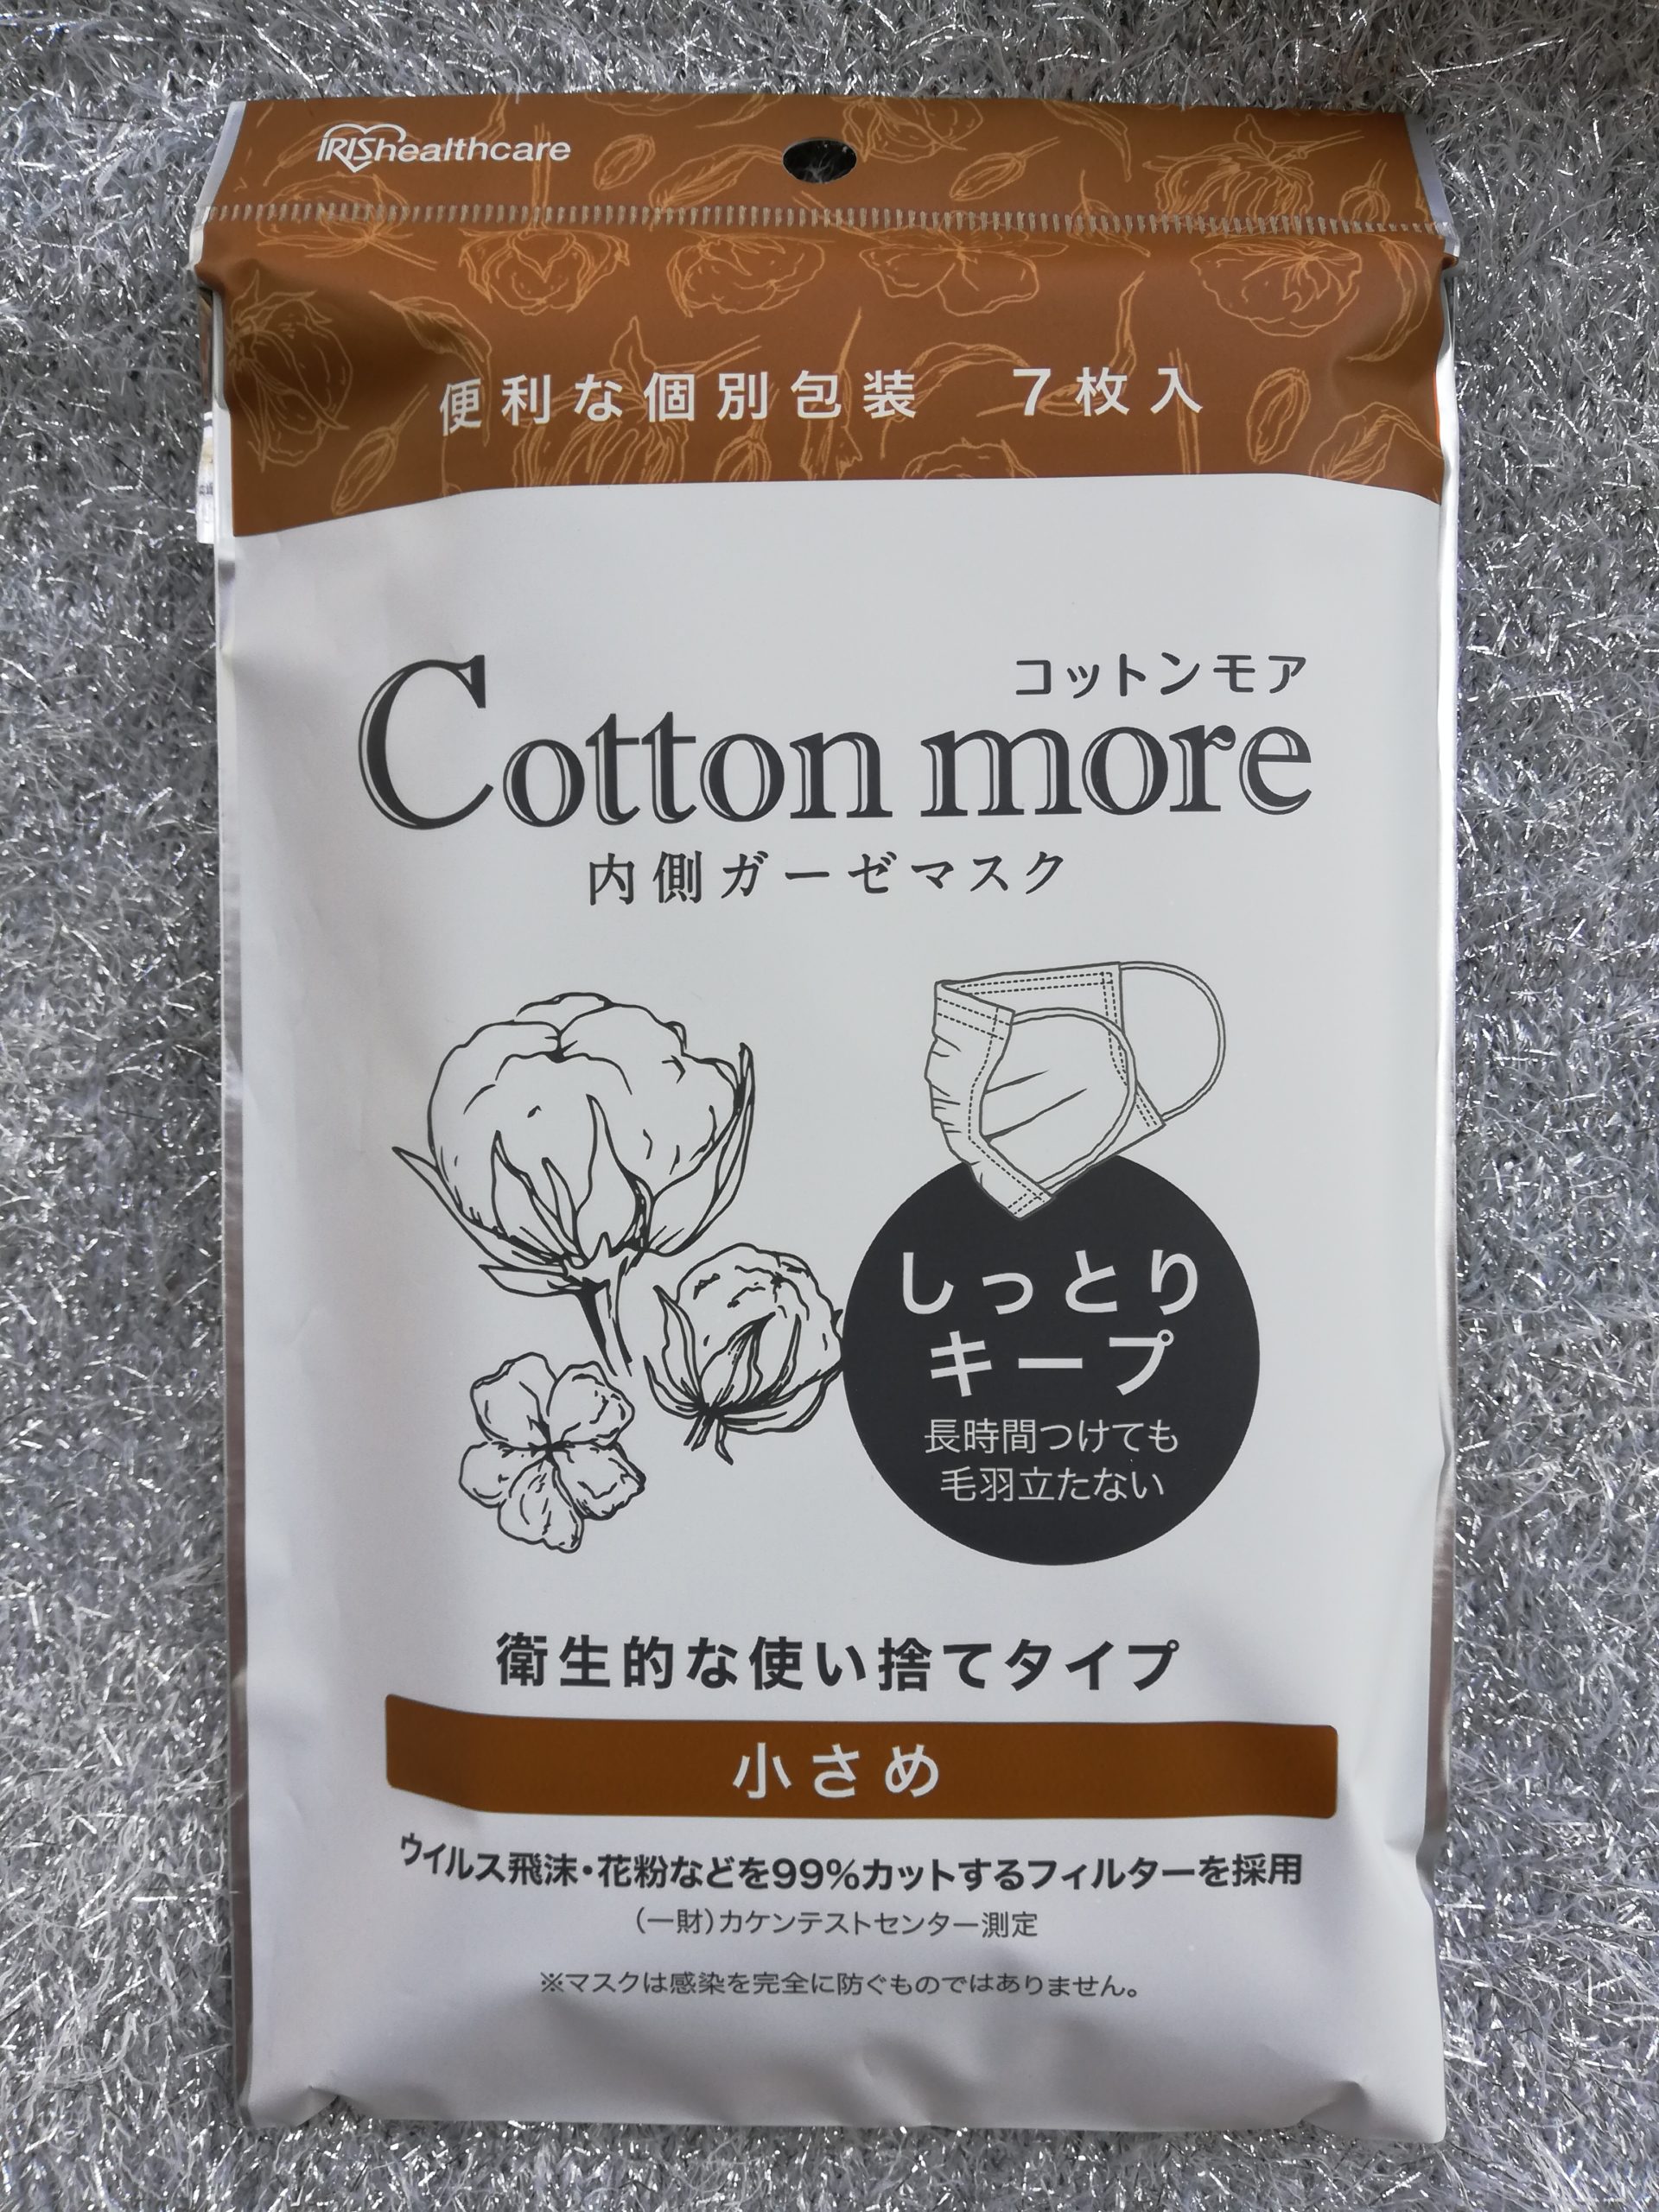 IRIShealthcare
便利な個別包装　7枚入
コットンモア
Cotton more
内側ガーゼマスク
しっとり
キープ
長時間つけても
毛羽立たない
衛生的な使い捨てタイプ
小さめ
ウイルス飛沫・花粉などを99%カットするフィルターを採用
(一財)カケンテストセンター測定
※マスクは感染を完全に防ぐものではありません。